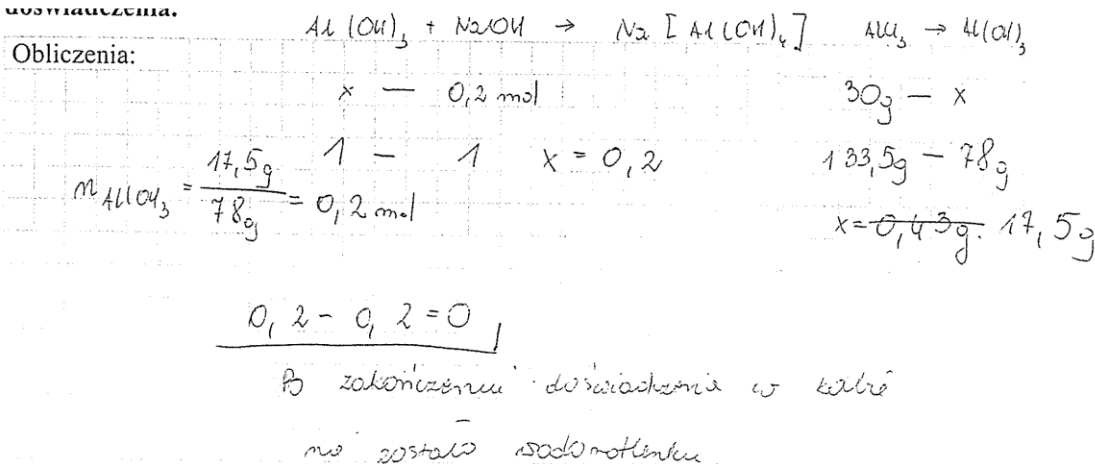 doświadczenia.
Al(OH)₃ + NaOH → Na[Al(OH)₄] AlCl₃ → Al(OH)₃
Obliczenia:
x — 0,2 mol 30g — x
1 — 1 x = 0,2 133,5g — 78g
n Al(OH)₃ = 17,5g / 78g = 0,2 mol
x = 0,43g. 17,5g
0,2 - 0,2 = 0
Po zakończeniu doświadczenia w kolbie
nie zostało wodorotlenku